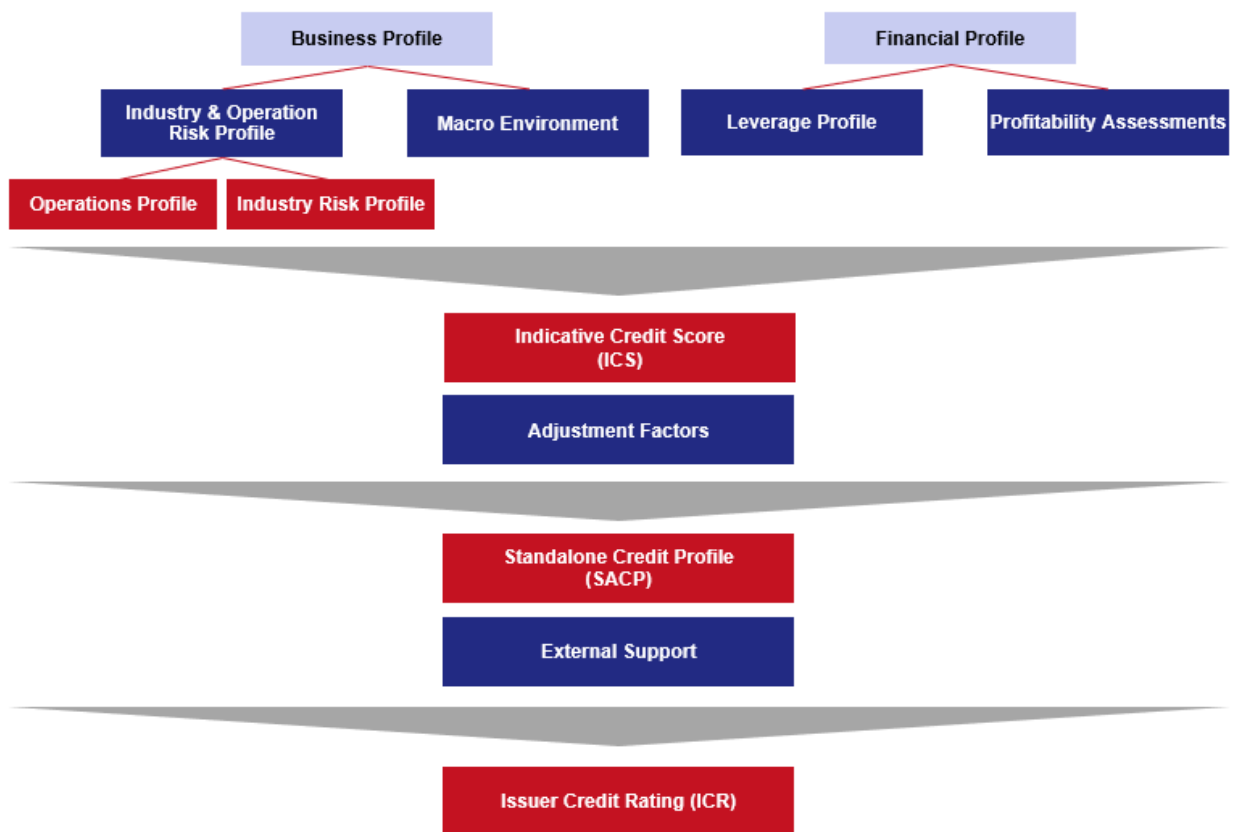 Business Profile
Financial Profile
Industry & Operation
Risk Profile
Macro Environment
Leverage Profile
Profitability Assessments
Operations Profile
Industry Risk Profile
Indicative Credit Score
(ICS)
Adjustment Factors
Standalone Credit Profile
(SACP)
External Support
Issuer Credit Rating (ICR)